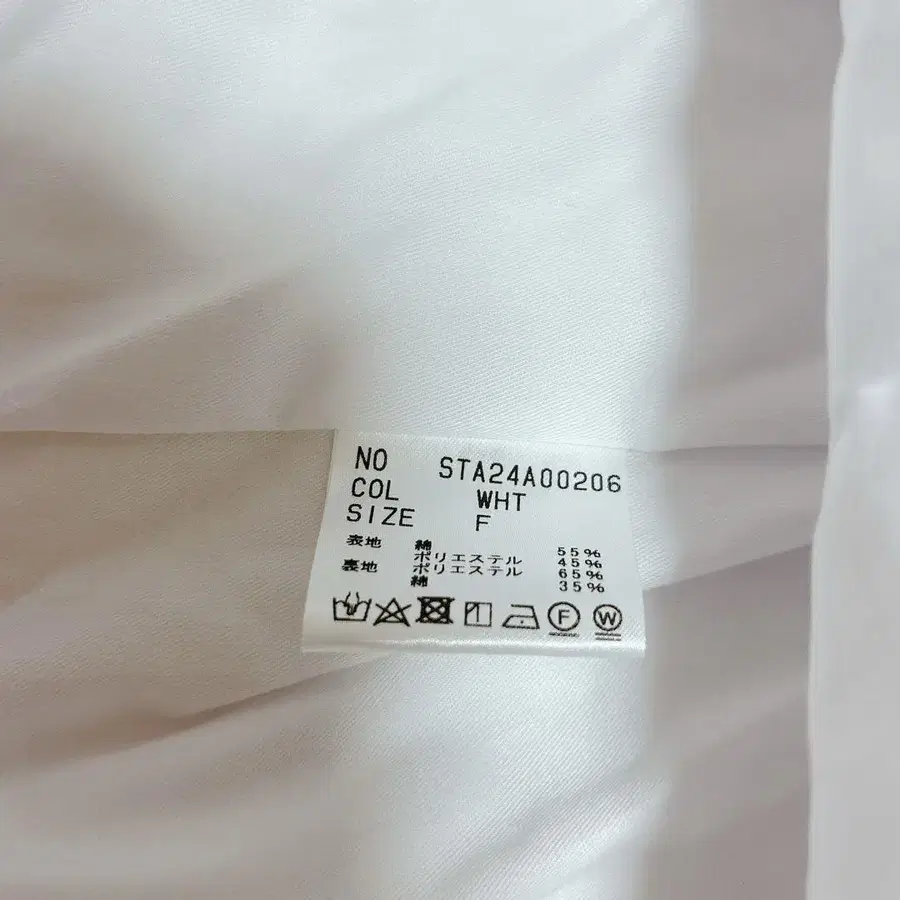 NO STA24A00206
COL WHT
SIZE F
表地 綿 55%
ポリエステル 45%
表地 ポリエステル 65%
綿 35%
F W